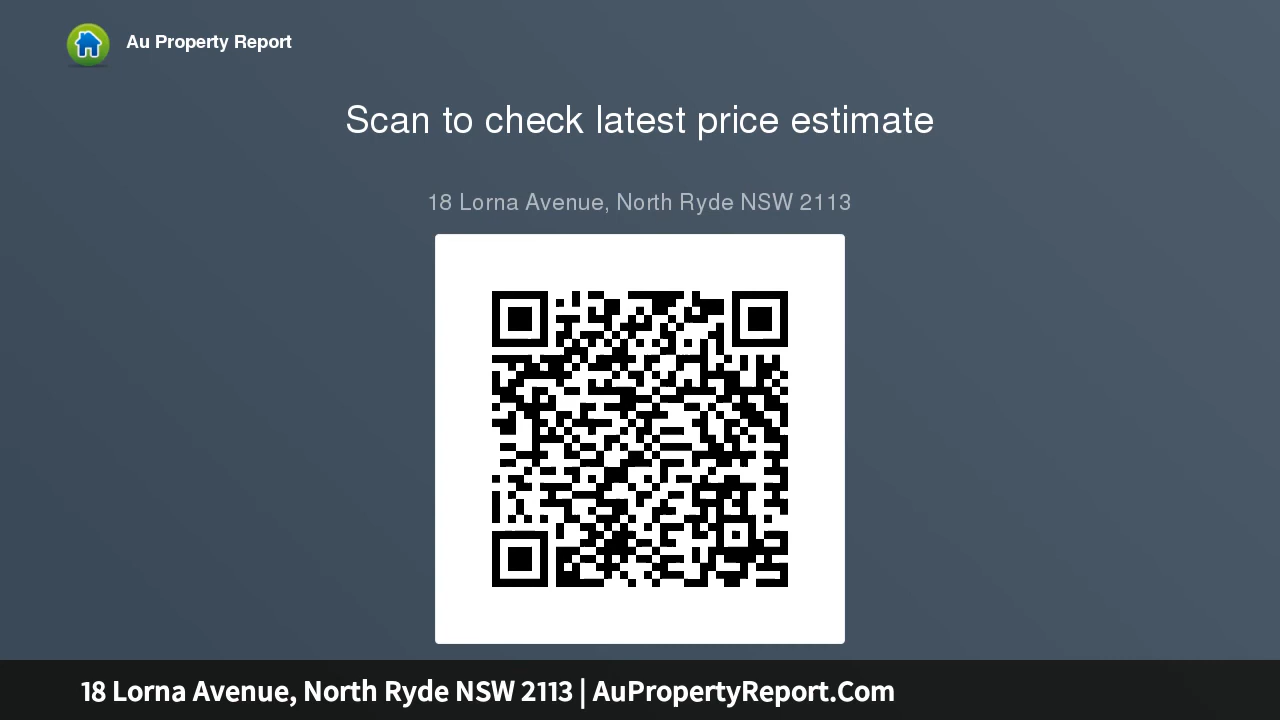 Au Property Report
Scan to check latest price estimate
18 Lorna Avenue, North Ryde NSW 2113
18 Lorna Avenue, North Ryde NSW 2113 | AuPropertyReport.Com